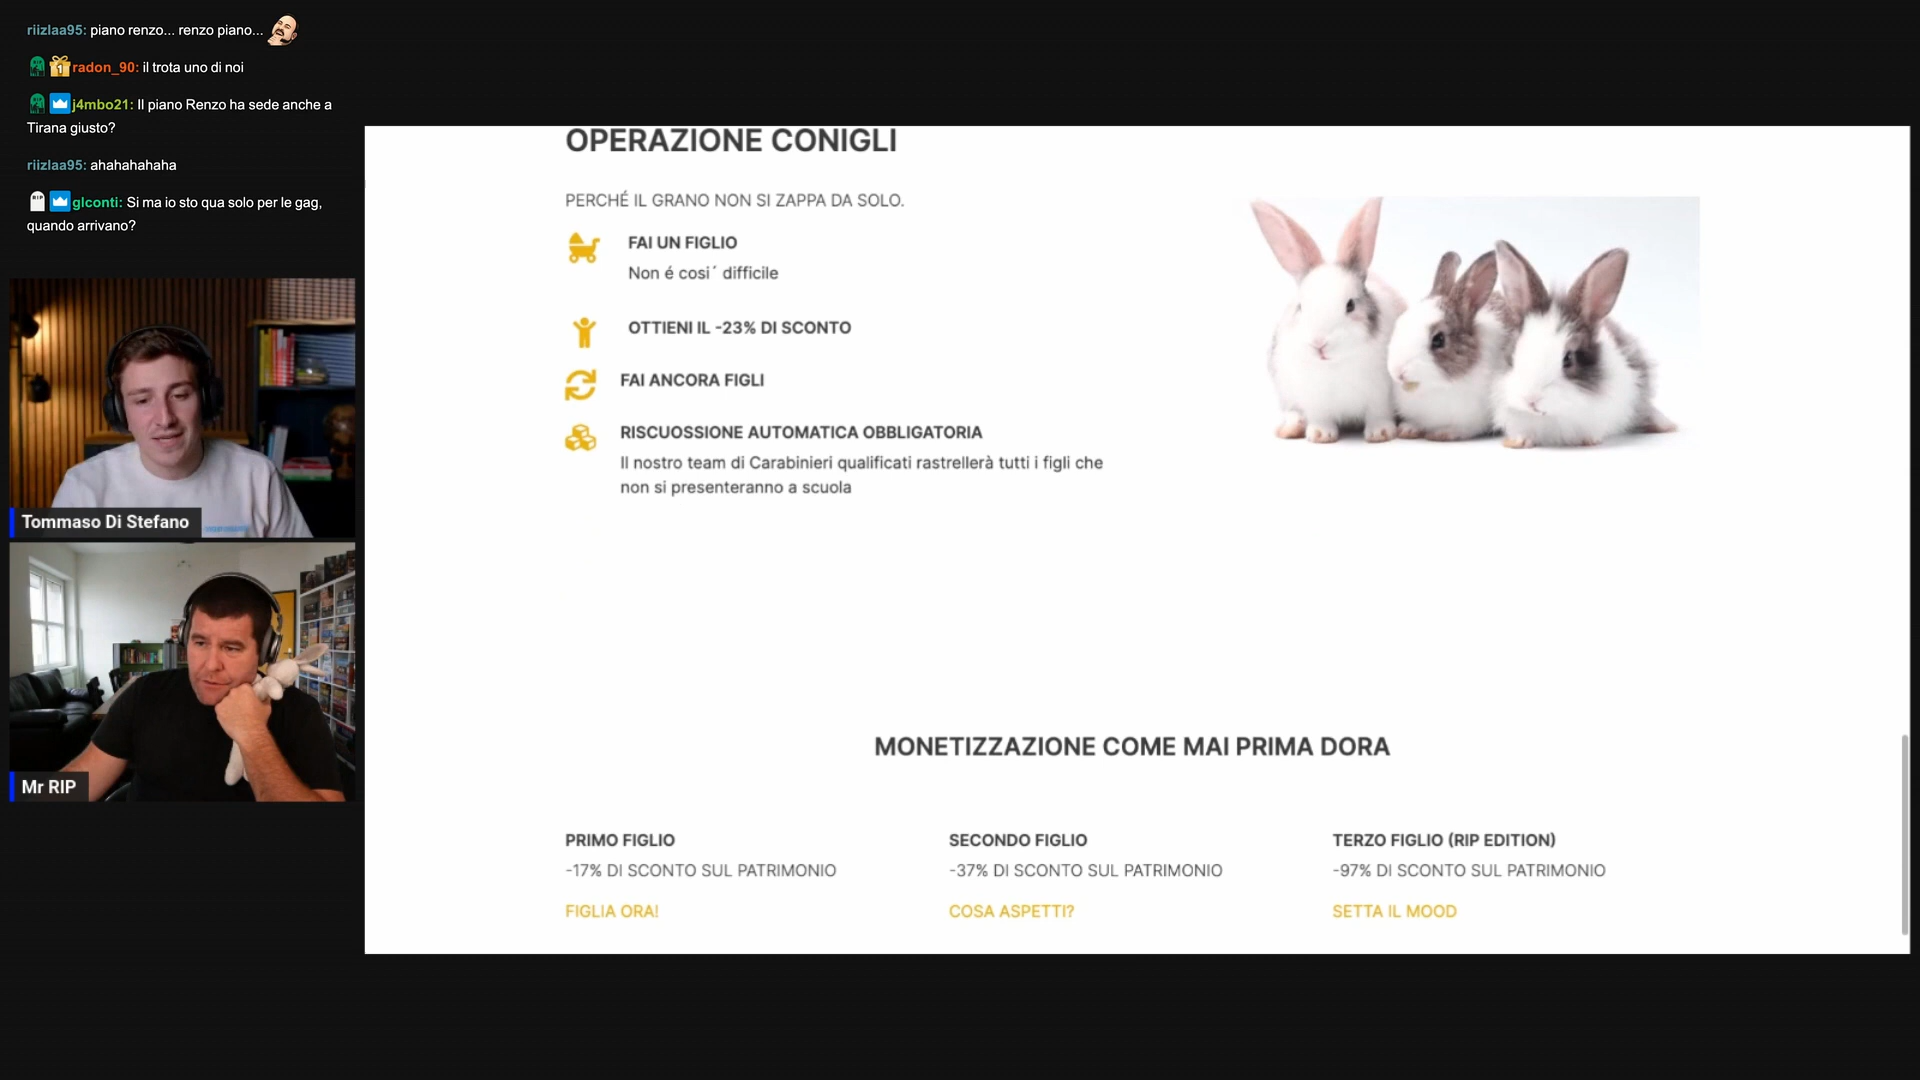 riizlaa95: piano renzo... renzo piano...
radon_90: il trota uno di noi
j4mbo21: Il piano Renzo ha sede anche a
Tirana giusto?
riizlaa95: ahahahahaha
glconti: Si ma io sto qua solo per le gag,
quando arrivano?
Tommaso Di Stefano
Mr RIP
OPERAZIONE CONIGLI
PERCHÉ IL GRANO NON SI ZAPPA DA SOLO.
FAI UN FIGLIO
Non é cosi´ difficile
OTTIENI IL -23% DI SCONTO
FAI ANCORA FIGLI
RISCUOSSIONE AUTOMATICA OBBLIGATORIA
Il nostro team di Carabinieri qualificati rastrellerà tutti i figli che
non si presenteranno a scuola
MONETIZZAZIONE COME MAI PRIMA DORA
PRIMO FIGLIO
-17% DI SCONTO SUL PATRIMONIO
FIGLIA ORA!
SECONDO FIGLIO
-37% DI SCONTO SUL PATRIMONIO
COSA ASPETTI?
TERZO FIGLIO (RIP EDITION)
-97% DI SCONTO SUL PATRIMONIO
SETTA IL MOOD